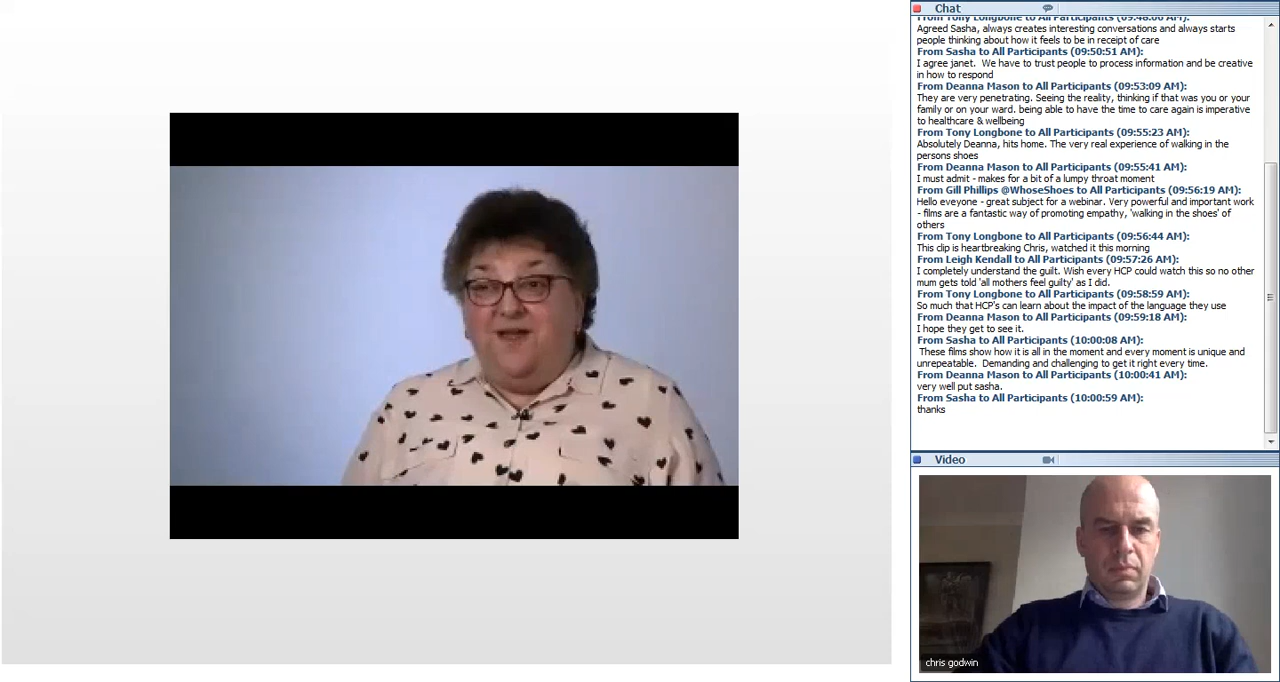 Chat
From Tony Longbone to All Participants (09:48:06 AM):
Agreed Sasha, always creates interesting conversations and always starts
people thinking about how it feels to be in receipt of care
From Sasha to All Participants (09:50:51 AM):
I agree janet.  We have to trust people to process information and be creative
in how to respond
From Deanna Mason to All Participants (09:53:09 AM):
They are very penetrating. Seeing the reality, thinking if that was you or your
family or on your ward. being able to have the time to care again is imperative
to healthcare & wellbeing
From Tony Longbone to All Participants (09:55:23 AM):
Absolutely Deanna, hits home. The very real experience of walking in the
persons shoes
From Deanna Mason to All Participants (09:55:41 AM):
I must admit - makes for a bit of a lumpy throat moment
From Gill Phillips @WhoseShoes to All Participants (09:56:19 AM):
Hello eveyone - great subject for a webinar. Very powerful and important work
- films are a fantastic way of promoting empathy, 'walking in the shoes' of
others
From Tony Longbone to All Participants (09:56:44 AM):
This clip is heartbreaking Chris, watched it this morning
From Leigh Kendall to All Participants (09:57:26 AM):
I completely understand the guilt. Wish every HCP could watch this so no other
mum gets told 'all mothers feel guilty' as I did.
From Tony Longbone to All Participants (09:58:59 AM):
So much that HCP's can learn about the impact of the language they use
From Deanna Mason to All Participants (09:59:18 AM):
I hope they get to see it.
From Sasha to All Participants (10:00:08 AM):
These films show how it is all in the moment and every moment is unique and
unrepeatable.  Demanding and challenging to get it right every time.
From Deanna Mason to All Participants (10:00:41 AM):
very well put sasha.
From Sasha to All Participants (10:00:59 AM):
thanks
Video
chris godwin